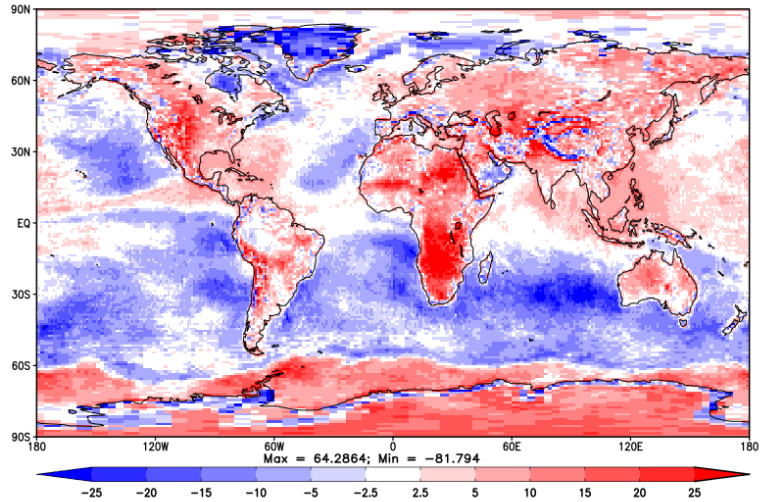 90N
60N
30N
EQ
30S
60S
90S
180 120W 60W 0 60E 120E 180
Max = 64.2864; Min = −81.794
−25 −20 −15 −10 −5 −2.5 2.5 5 10 15 20 25